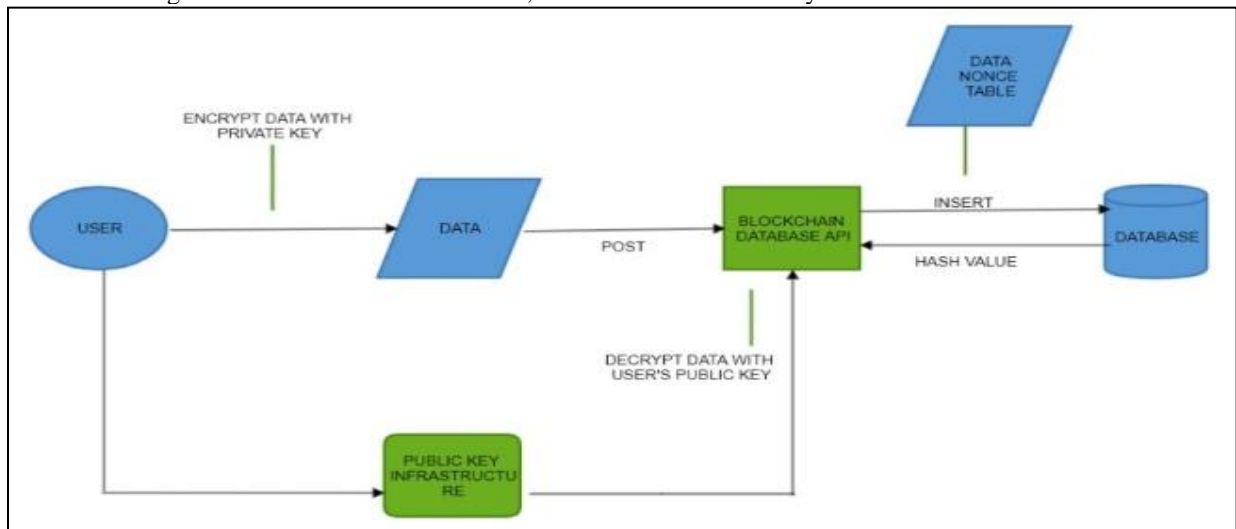 DATA
NONCE
TABLE
ENCRYPT DATA WITH
PRIVATE KEY
USER
DATA
POST
BLOCKCHAIN
DATABASE API
INSERT
HASH VALUE
DATABASE
DECRYPT DATA WITH
USER'S PUBLIC KEY
PUBLIC KEY
INFRASTRUCTU
RE